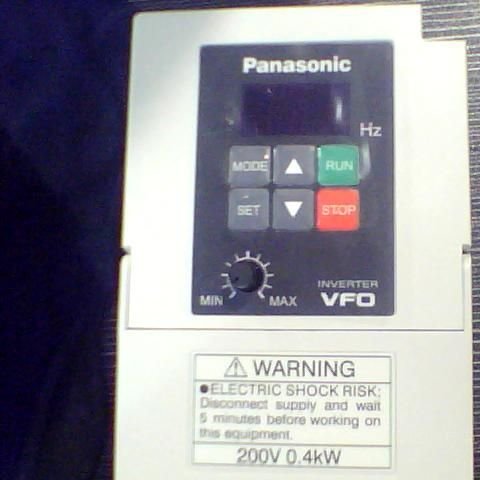 Panasonic
Hz
MODE ▲ RUN
SET ▼ STOP
MIN MAX
INVERTER
VFO
⚠ WARNING
●ELECTRIC SHOCK RISK:
Disconnect supply and wait
5 minutes before working on
this equipment.
200V 0.4kW